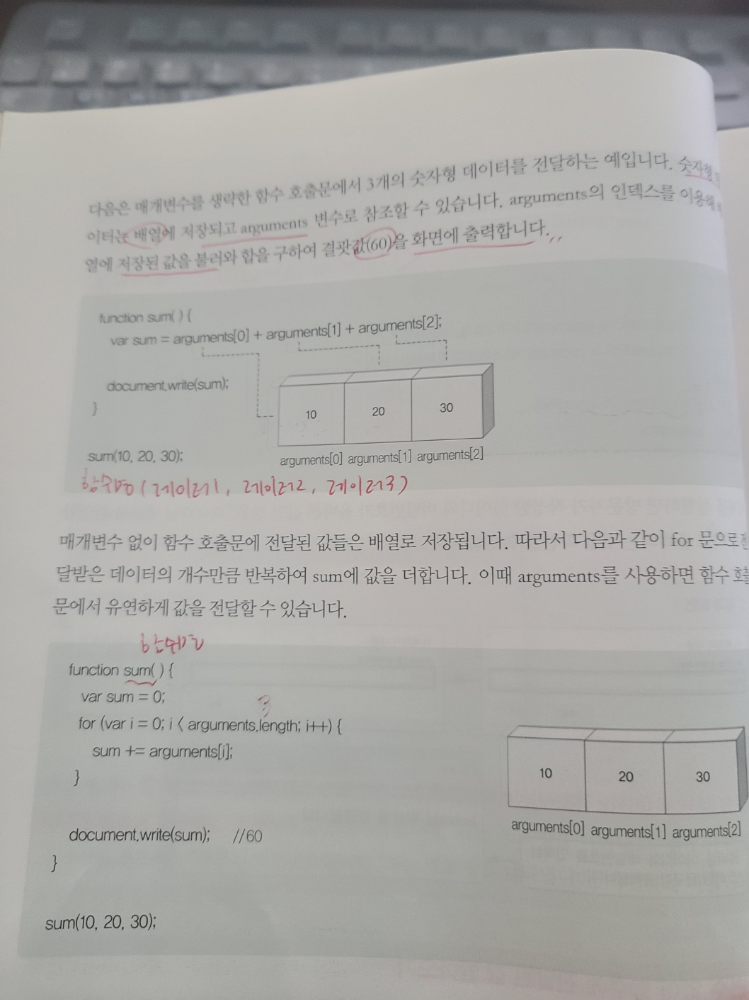 다음은 매개변수를 생략한 함수 호출문에서 3개의 숫자형 데이터를 전달하는 예입니다. 숫자형
이터는 배열에 저장되고 arguments 변수로 참조할 수 있습니다. arguments의 인덱스를 이용해
열에 저장된 값을 불러와 합을 구하여 결괏값(60)을 화면에 출력합니다.
function sum( ) {
var sum = arguments[0] + arguments[1] + arguments[2];
document.write(sum);
}
10 20 30
arguments[0] arguments[1] arguments[2]
sum(10, 20, 30);
함수명 (데이터1, 데이터2, 데이터3)
매개변수 없이 함수 호출문에 전달된 값들은 배열로 저장됩니다. 따라서 다음과 같이 for 문으로 전
달받은 데이터의 개수만큼 반복하여 sum에 값을 더합니다. 이때 arguments를 사용하면 함수 호출
문에서 유연하게 값을 전달할 수 있습니다.
function sum( ) {
var sum = 0;
3
for (var i = 0; i < arguments.length; i++) {
sum += arguments[i];
}
10 20 30
arguments[0] arguments[1] arguments[2]
document.write(sum); //60
}
sum(10, 20, 30);